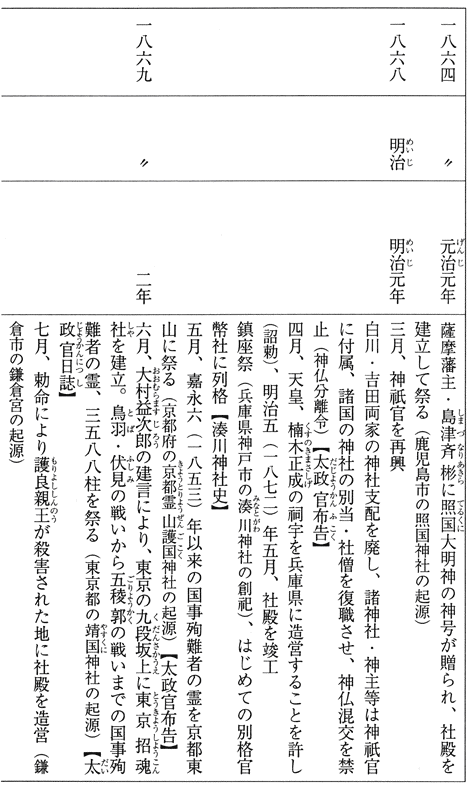 一八六四 〃 元治元年 薩摩藩主・島津斉彬に照国大明神の神号が贈られ、社殿を
建立して祭る（鹿児島市の照国神社の起源）
一八六八 明治 明治元年 三月、神祇官を再興
白川・吉田両家の神社支配を廃し、諸神社・神主等は神祇官
に付属、諸国の神社の別当・社僧を復職させ、神仏混交を禁
止（神仏分離令）【太政官布告】
四月、天皇、楠木正成の祠宇を兵庫県に造営することを許し
（詔勅）、明治五（一八七二）年五月、社殿を竣工
鎮座祭（兵庫県神戸市の湊川神社の創祀）、はじめての別格官
幣社に列格【湊川神社史】
五月、嘉永六（一八五三）年以来の国事殉難者の霊を京都東
山に祭る（京都府の京都霊山護国神社の起源）【太政官布告】
一八六九 〃 二年 六月、大村益次郎の建言により、東京の九段坂上に東京招魂
社を建立。鳥羽・伏見の戦いから五稜郭の戦いまでの国事殉
難者の霊、三五八八柱を祭る（東京都の靖国神社の起源）【太
政官日誌】
七月、勅命により護良親王が殺害された地に社殿を造営（鎌
倉市の鎌倉宮の起源）